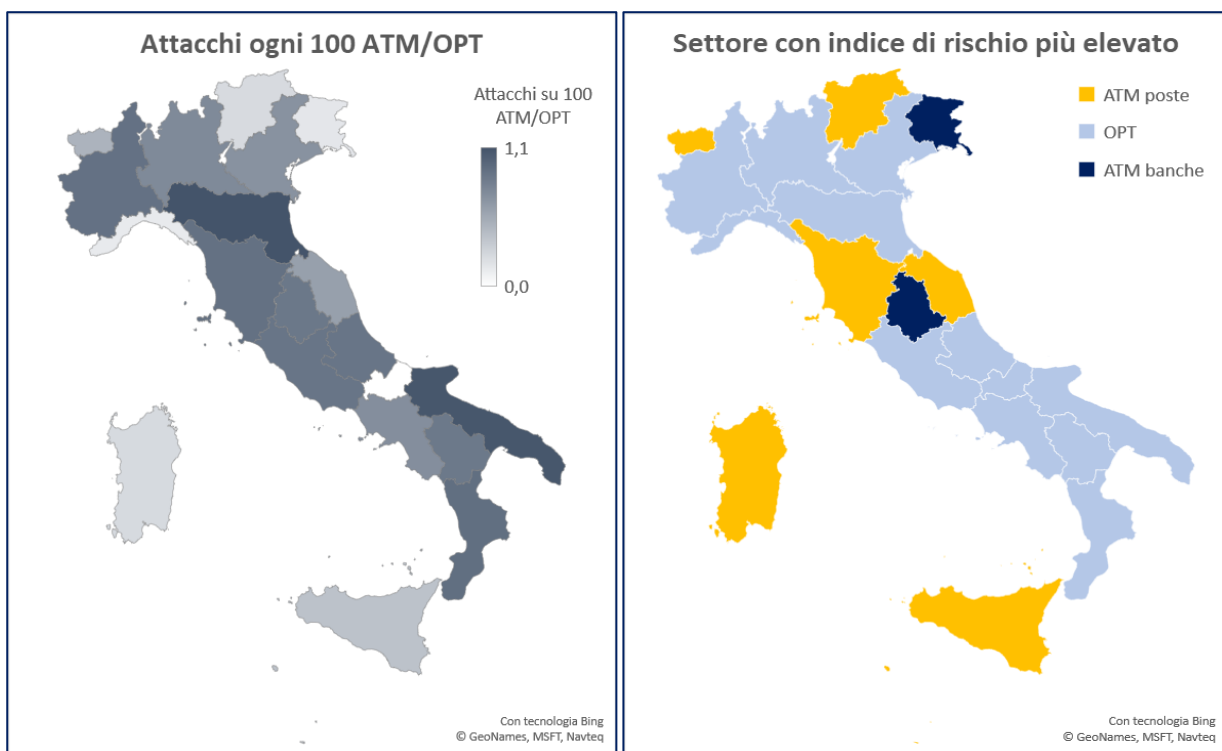 Attacchi ogni 100 ATM/OPT
Attacchi su 100
ATM/OPT
1,1
0,0
Con tecnologia Bing
© GeoNames, MSFT, Navteq
Settore con indice di rischio più elevato
ATM poste
OPT
ATM banche
Con tecnologia Bing
© GeoNames, MSFT, Navteq